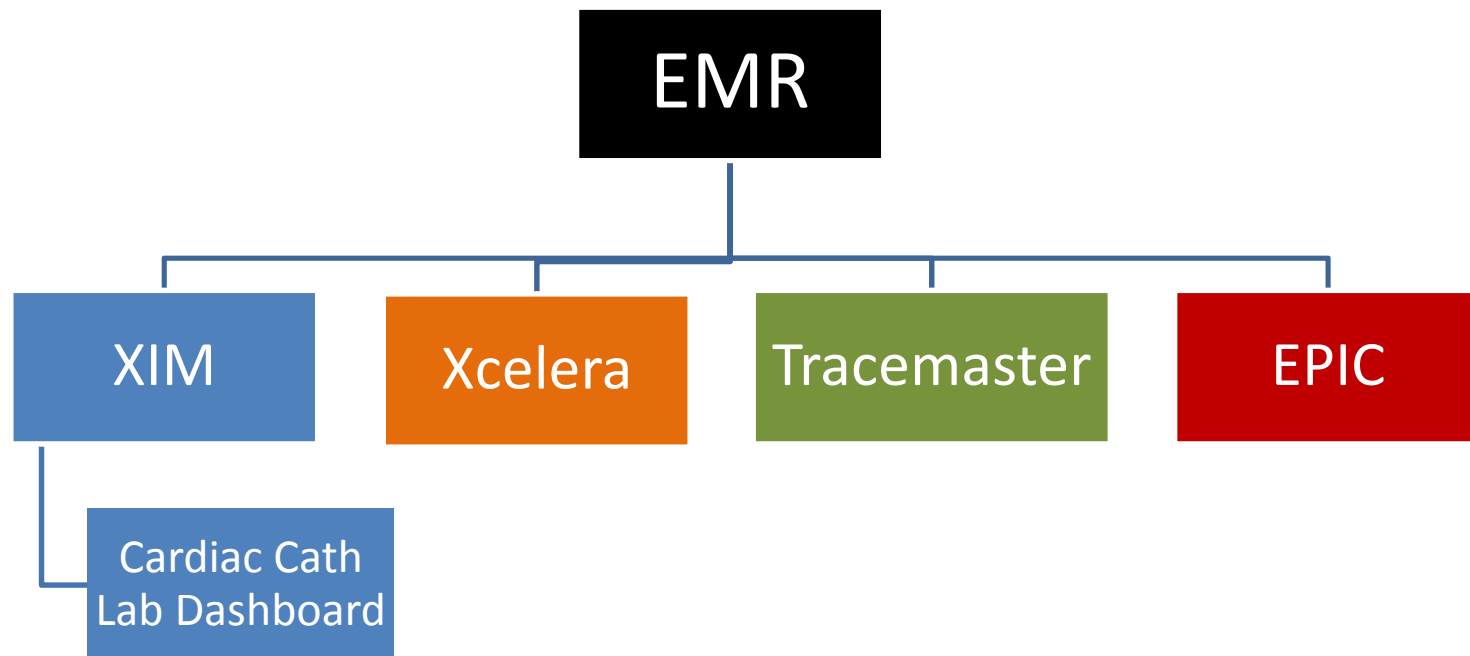 EMR
XIM
Xcelera
Tracemaster
EPIC
Cardiac Cath
Lab Dashboard